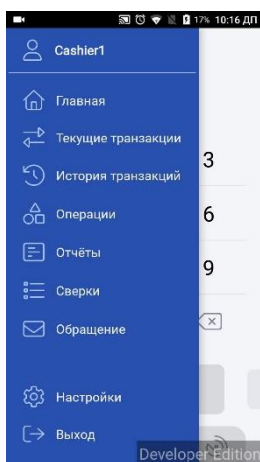 17% 10:16 ДП
Cashier1
Главная
Текущие транзакции
История транзакций
3
Операции
6
Отчёты
9
Сверки
Обращение
Настройки
Выход
Developer Edition